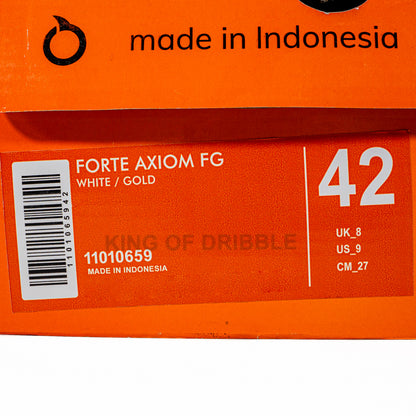 made in Indonesia
FORTE AXIOM FG
WHITE / GOLD
42
KING OF DRIBBLE
UK_8
US_9
CM_27
11010659
MADE IN INDONESIA
1101065942